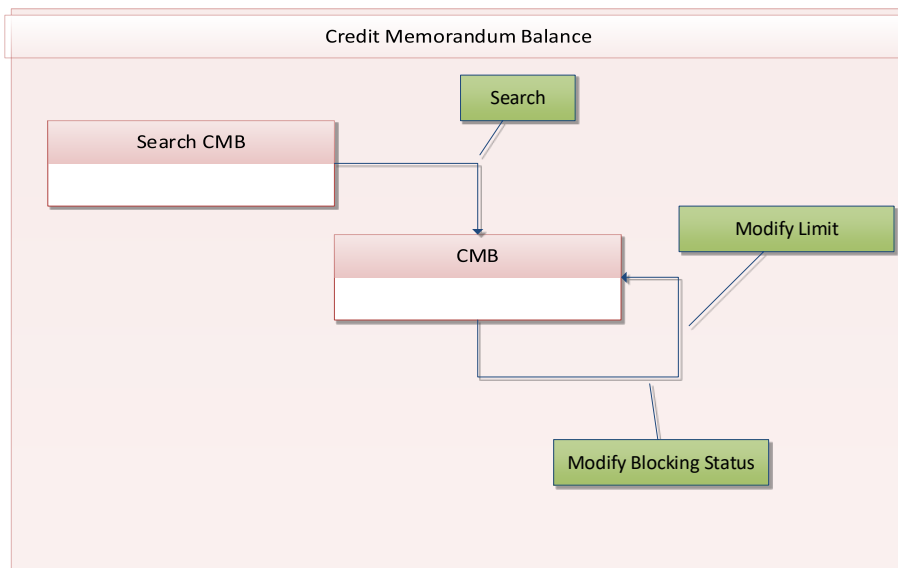 Credit Memorandum Balance
Search
Search CMB
Modify Limit
CMB
Modify Blocking Status